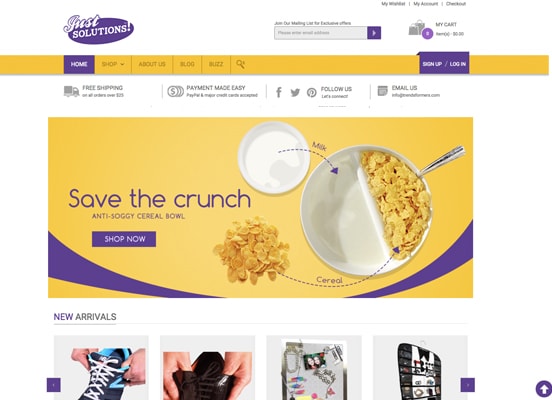 My Wishlist | My Account | Checkout
Just SOLUTIONS!
Join Our Mailing List for Exclusive offers
Please enter email address
MY CART
0 Item(s) - $0.00
HOME SHOP ABOUT US BLOG BUZZ
SIGN UP / LOG IN
FREE SHIPPING
on all orders over $25
PAYMENT MADE EASY
PayPal & major credit cards accepted
FOLLOW US
Let's connect!
EMAIL US
info@trendsformers.com
Milk
Save the crunch
ANTI-SOGGY CEREAL BOWL
SHOP NOW
Cereal
NEW ARRIVALS